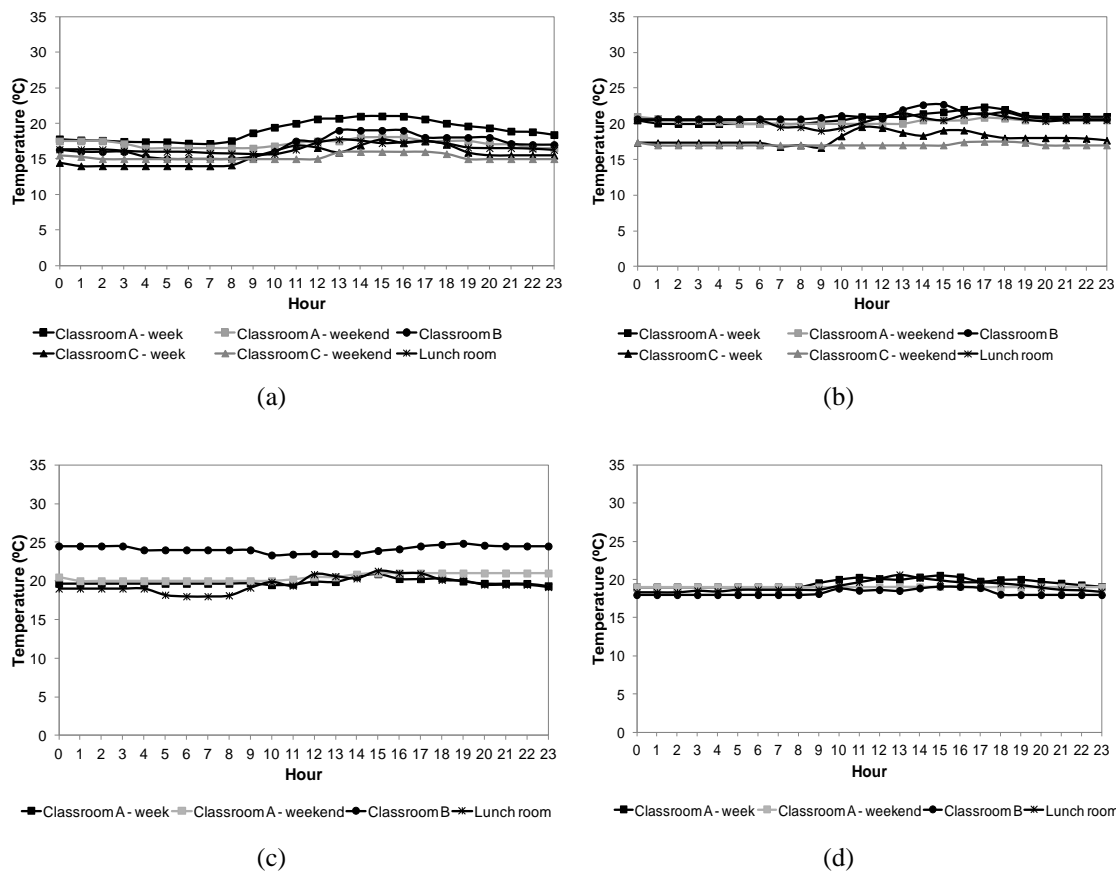 35
30
25
20
15
10
5
0
Temperature (ºC)
0 1 2 3 4 5 6 7 8 9 10 11 12 13 14 15 16 17 18 19 20 21 22 23
Hour
Classroom A - week Classroom A - weekend Classroom B
Classroom C - week Classroom C - weekend Lunch room
(a)
35
30
25
20
15
10
5
0
Temperature (ºC)
0 1 2 3 4 5 6 7 8 9 10 11 12 13 14 15 16 17 18 19 20 21 22 23
Hour
Classroom A - week Classroom A - weekend Classroom B
Classroom C - week Classroom C - weekend Lunch room
(b)
35
30
25
20
15
10
5
0
Temperature (ºC)
0 1 2 3 4 5 6 7 8 9 10 11 12 13 14 15 16 17 18 19 20 21 22 23
Hour
Classroom A - week Classroom A - weekend Classroom B Lunch room
(c)
35
30
25
20
15
10
5
0
Temperature (ºC)
0 1 2 3 4 5 6 7 8 9 10 11 12 13 14 15 16 17 18 19 20 21 22 23
Hour
Classroom A - week Classroom A - weekend Classroom B Lunch room
(d)